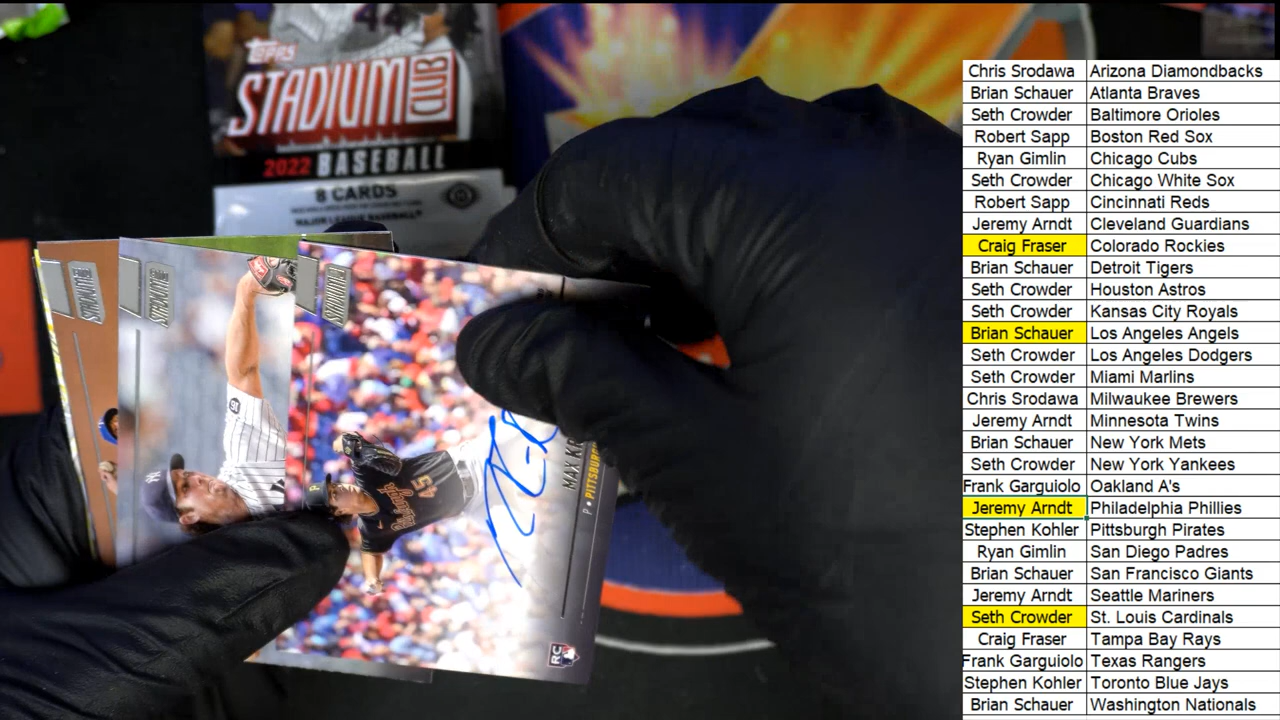 TOPPS
STADIUM
CLUB
2022 BASEBALL
8 CARDS
MAJOR LEAGUE BASEBALL
STADIUM
STADIUM
STADIUM
45
MAX
P • PITTSBURG
RC
Chris Srodawa Arizona Diamondbacks
Brian Schauer Atlanta Braves
Seth Crowder Baltimore Orioles
Robert Sapp Boston Red Sox
Ryan Gimlin Chicago Cubs
Seth Crowder Chicago White Sox
Robert Sapp Cincinnati Reds
Jeremy Arndt Cleveland Guardians
Craig Fraser Colorado Rockies
Brian Schauer Detroit Tigers
Seth Crowder Houston Astros
Seth Crowder Kansas City Royals
Brian Schauer Los Angeles Angels
Seth Crowder Los Angeles Dodgers
Seth Crowder Miami Marlins
Chris Srodawa Milwaukee Brewers
Jeremy Arndt Minnesota Twins
Brian Schauer New York Mets
Seth Crowder New York Yankees
Frank Garguiolo Oakland A's
Jeremy Arndt Philadelphia Phillies
Stephen Kohler Pittsburgh Pirates
Ryan Gimlin San Diego Padres
Brian Schauer San Francisco Giants
Jeremy Arndt Seattle Mariners
Seth Crowder St. Louis Cardinals
Craig Fraser Tampa Bay Rays
Frank Garguiolo Texas Rangers
Stephen Kohler Toronto Blue Jays
Brian Schauer Washington Nationals